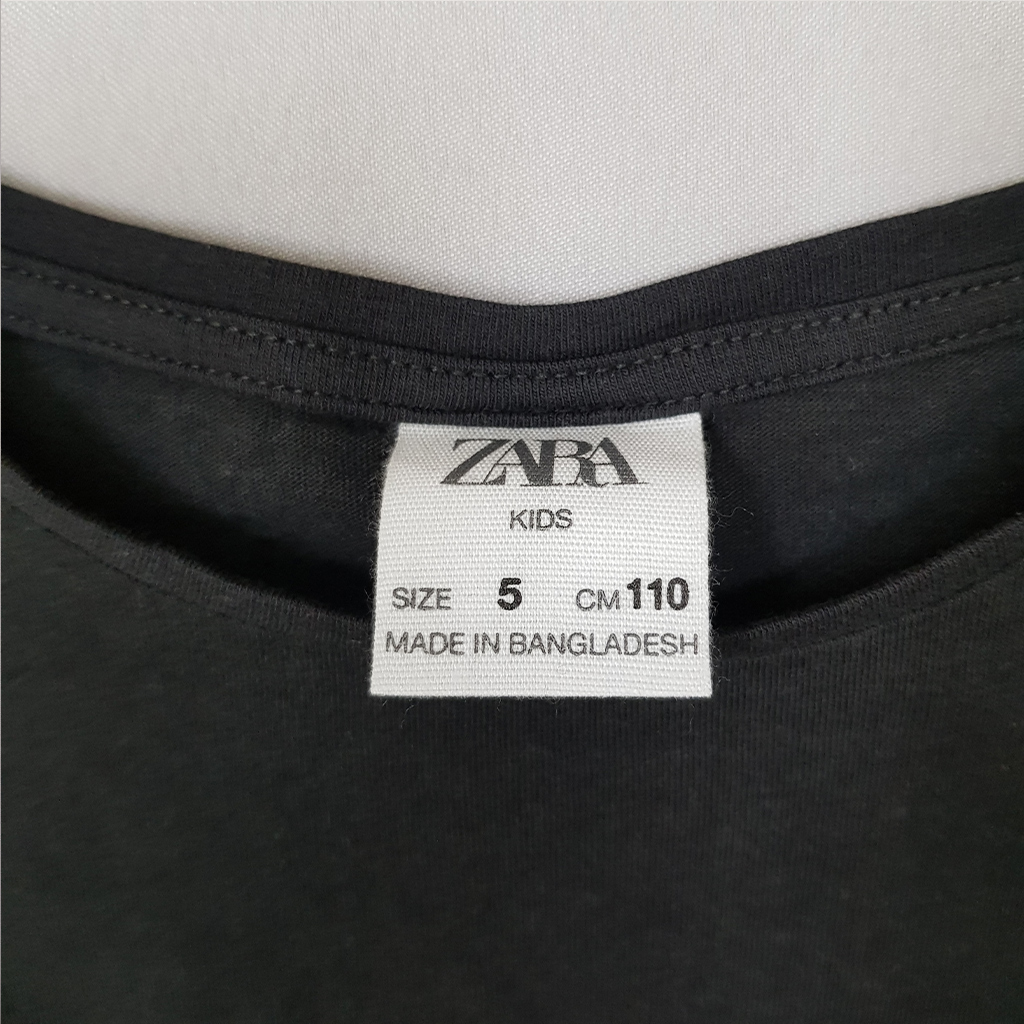 ZARA
KIDS
SIZE 5 CM 110
MADE IN BANGLADESH